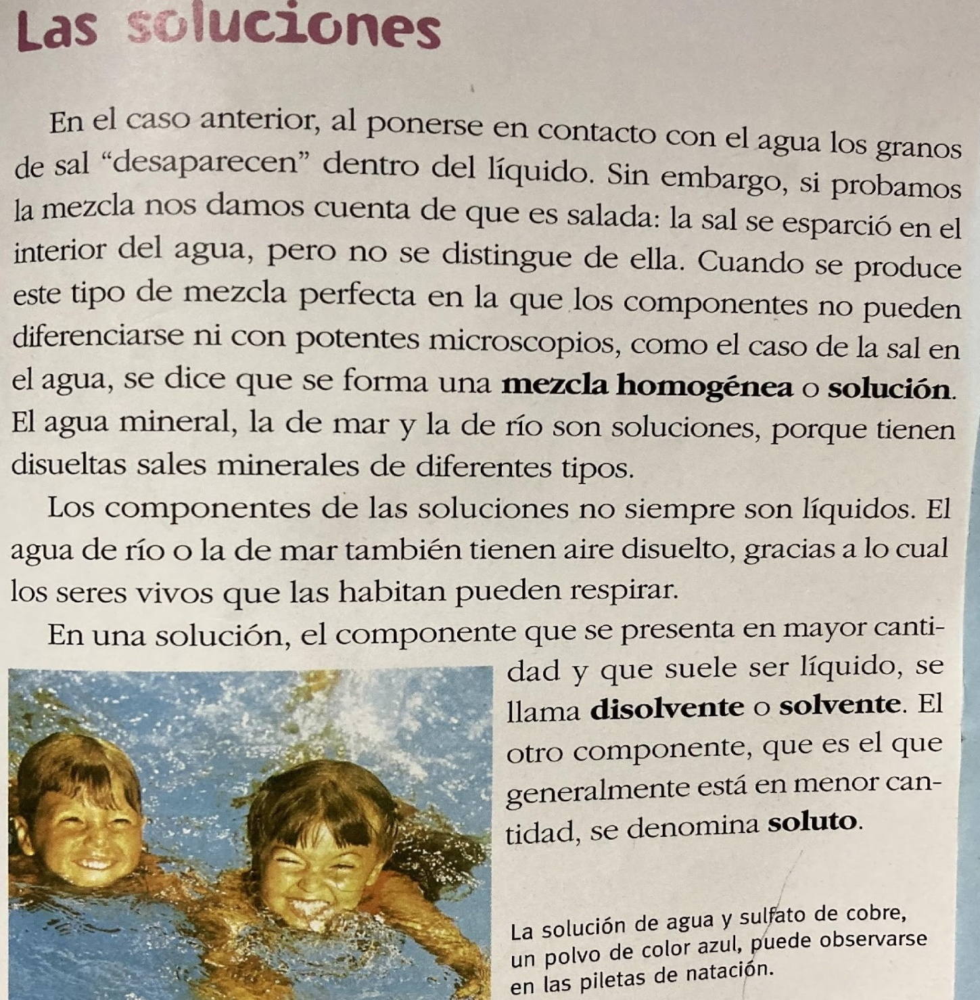 Las soluciones
En el caso anterior, al ponerse en contacto con el agua los granos
de sal “desaparecen” dentro del líquido. Sin embargo, si probamos
la mezcla nos damos cuenta de que es salada: la sal se esparció en el
interior del agua, pero no se distingue de ella. Cuando se produce
este tipo de mezcla perfecta en la que los componentes no pueden
diferenciarse ni con potentes microscopios, como el caso de la sal en
el agua, se dice que se forma una mezcla homogénea o solución.
El agua mineral, la de mar y la de río son soluciones, porque tienen
disueltas sales minerales de diferentes tipos.
Los componentes de las soluciones no siempre son líquidos. El
agua de río o la de mar también tienen aire disuelto, gracias a lo cual
los seres vivos que las habitan pueden respirar.
En una solución, el componente que se presenta en mayor canti-
dad y que suele ser líquido, se
llama disolvente o solvente. El
otro componente, que es el que
generalmente está en menor can-
tidad, se denomina soluto.
La solución de agua y sulfato de cobre,
un polvo de color azul, puede observarse
en las piletas de natación.